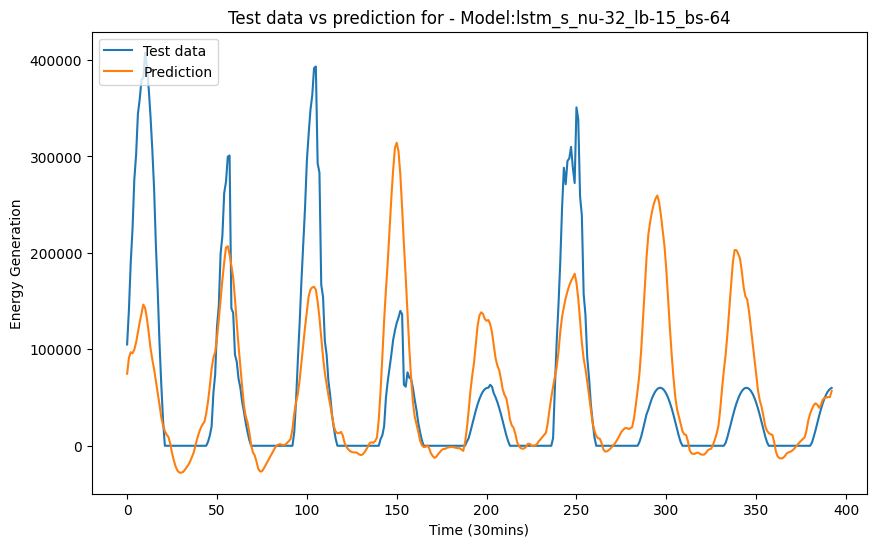 Test data vs prediction for - Model:lstm_s_nu-32_lb-15_bs-64
Test data
Prediction
Energy Generation
400000
300000
200000
100000
0
0 50 100 150 200 250 300 350 400
Time (30mins)